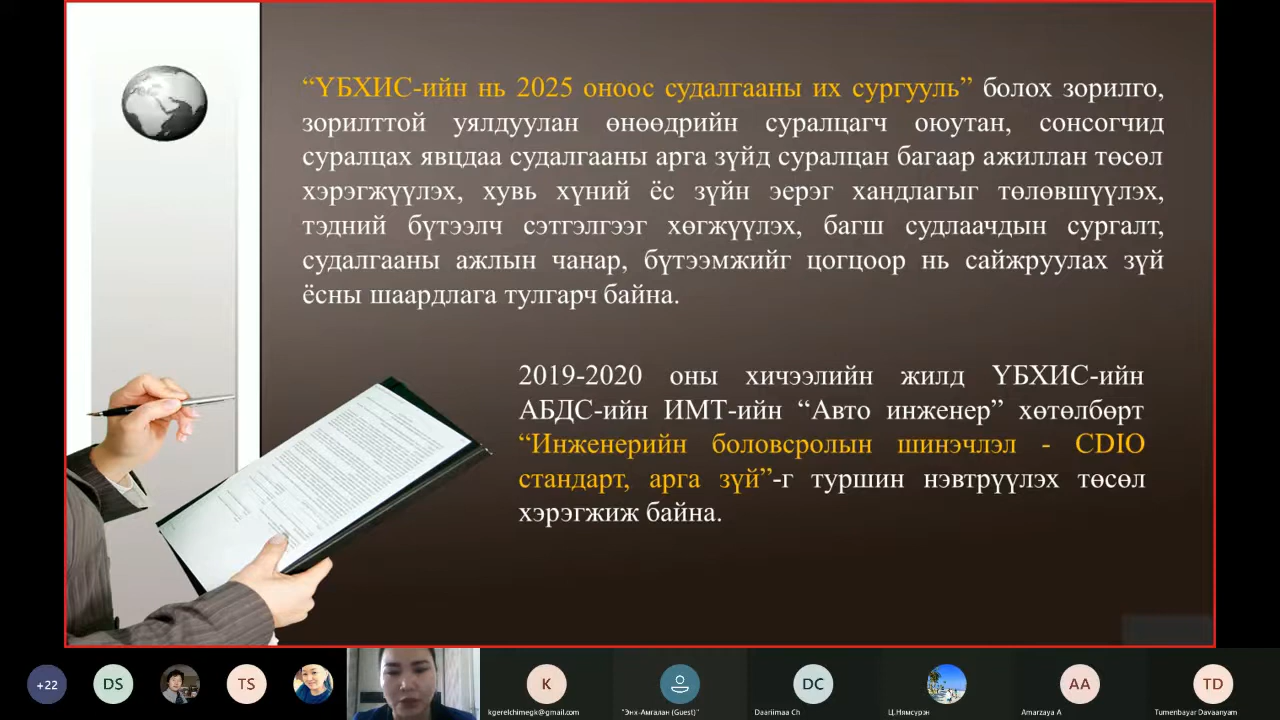 “ҮБХИС-ийн нь 2025 оноос судалгааны их сургууль” болох зорилго,
зорилттой уялдуулан өнөөдрийн суралцагч оюутан, сонсогчид
суралцах явцдаа судалгааны арга зүйд суралцан багаар ажиллан төсөл
хэрэгжүүлэх, хувь хүний ёс зүйн эерэг хандлагыг төлөвшүүлэх,
тэдний бүтээлч сэтгэлгээг хөгжүүлэх, багш судлаачдын сургалт,
судалгааны ажлын чанар, бүтээмжийг цогцоор нь сайжруулах зүй
ёсны шаардлага тулгарч байна.
2019-2020 оны хичээлийн жилд ҮБХИС-ийн
АБДС-ийн ИМТ-ийн “Авто инженер” хөтөлбөрт
“Инженерийн боловсролын шинэчлэл - CDIO
стандарт, арга зүй”-г туршин нэвтрүүлэх төсөл
хэрэгжиж байна.
+22
DS
TS
K
DC
AA
TD
kgerelchimegk@gmail.com
"Энх-Амгалан (Guest)"
Daariimaa Ch
Ц.Нямсүрэн
Amarzaya A
Tumenbayar Davaanyam